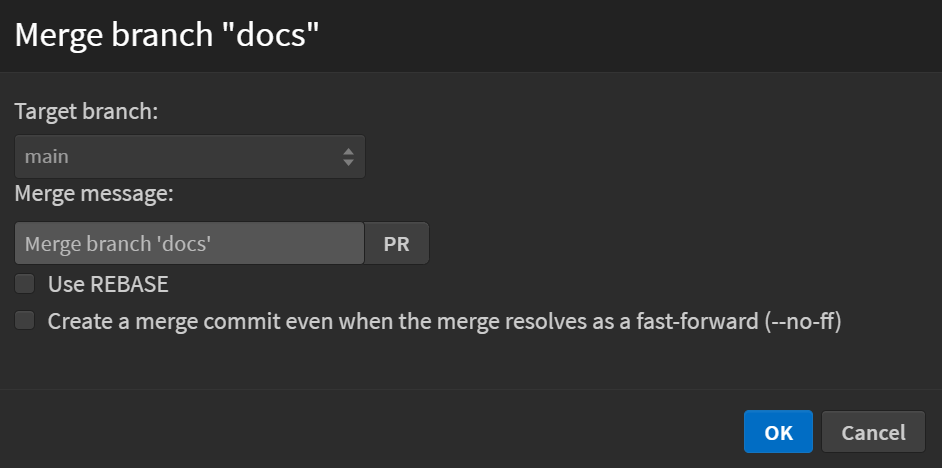 Merge branch "docs"
Target branch:
main
Merge message:
Merge branch 'docs'
PR
Use REBASE
Create a merge commit even when the merge resolves as a fast-forward (--no-ff)
OK
Cancel